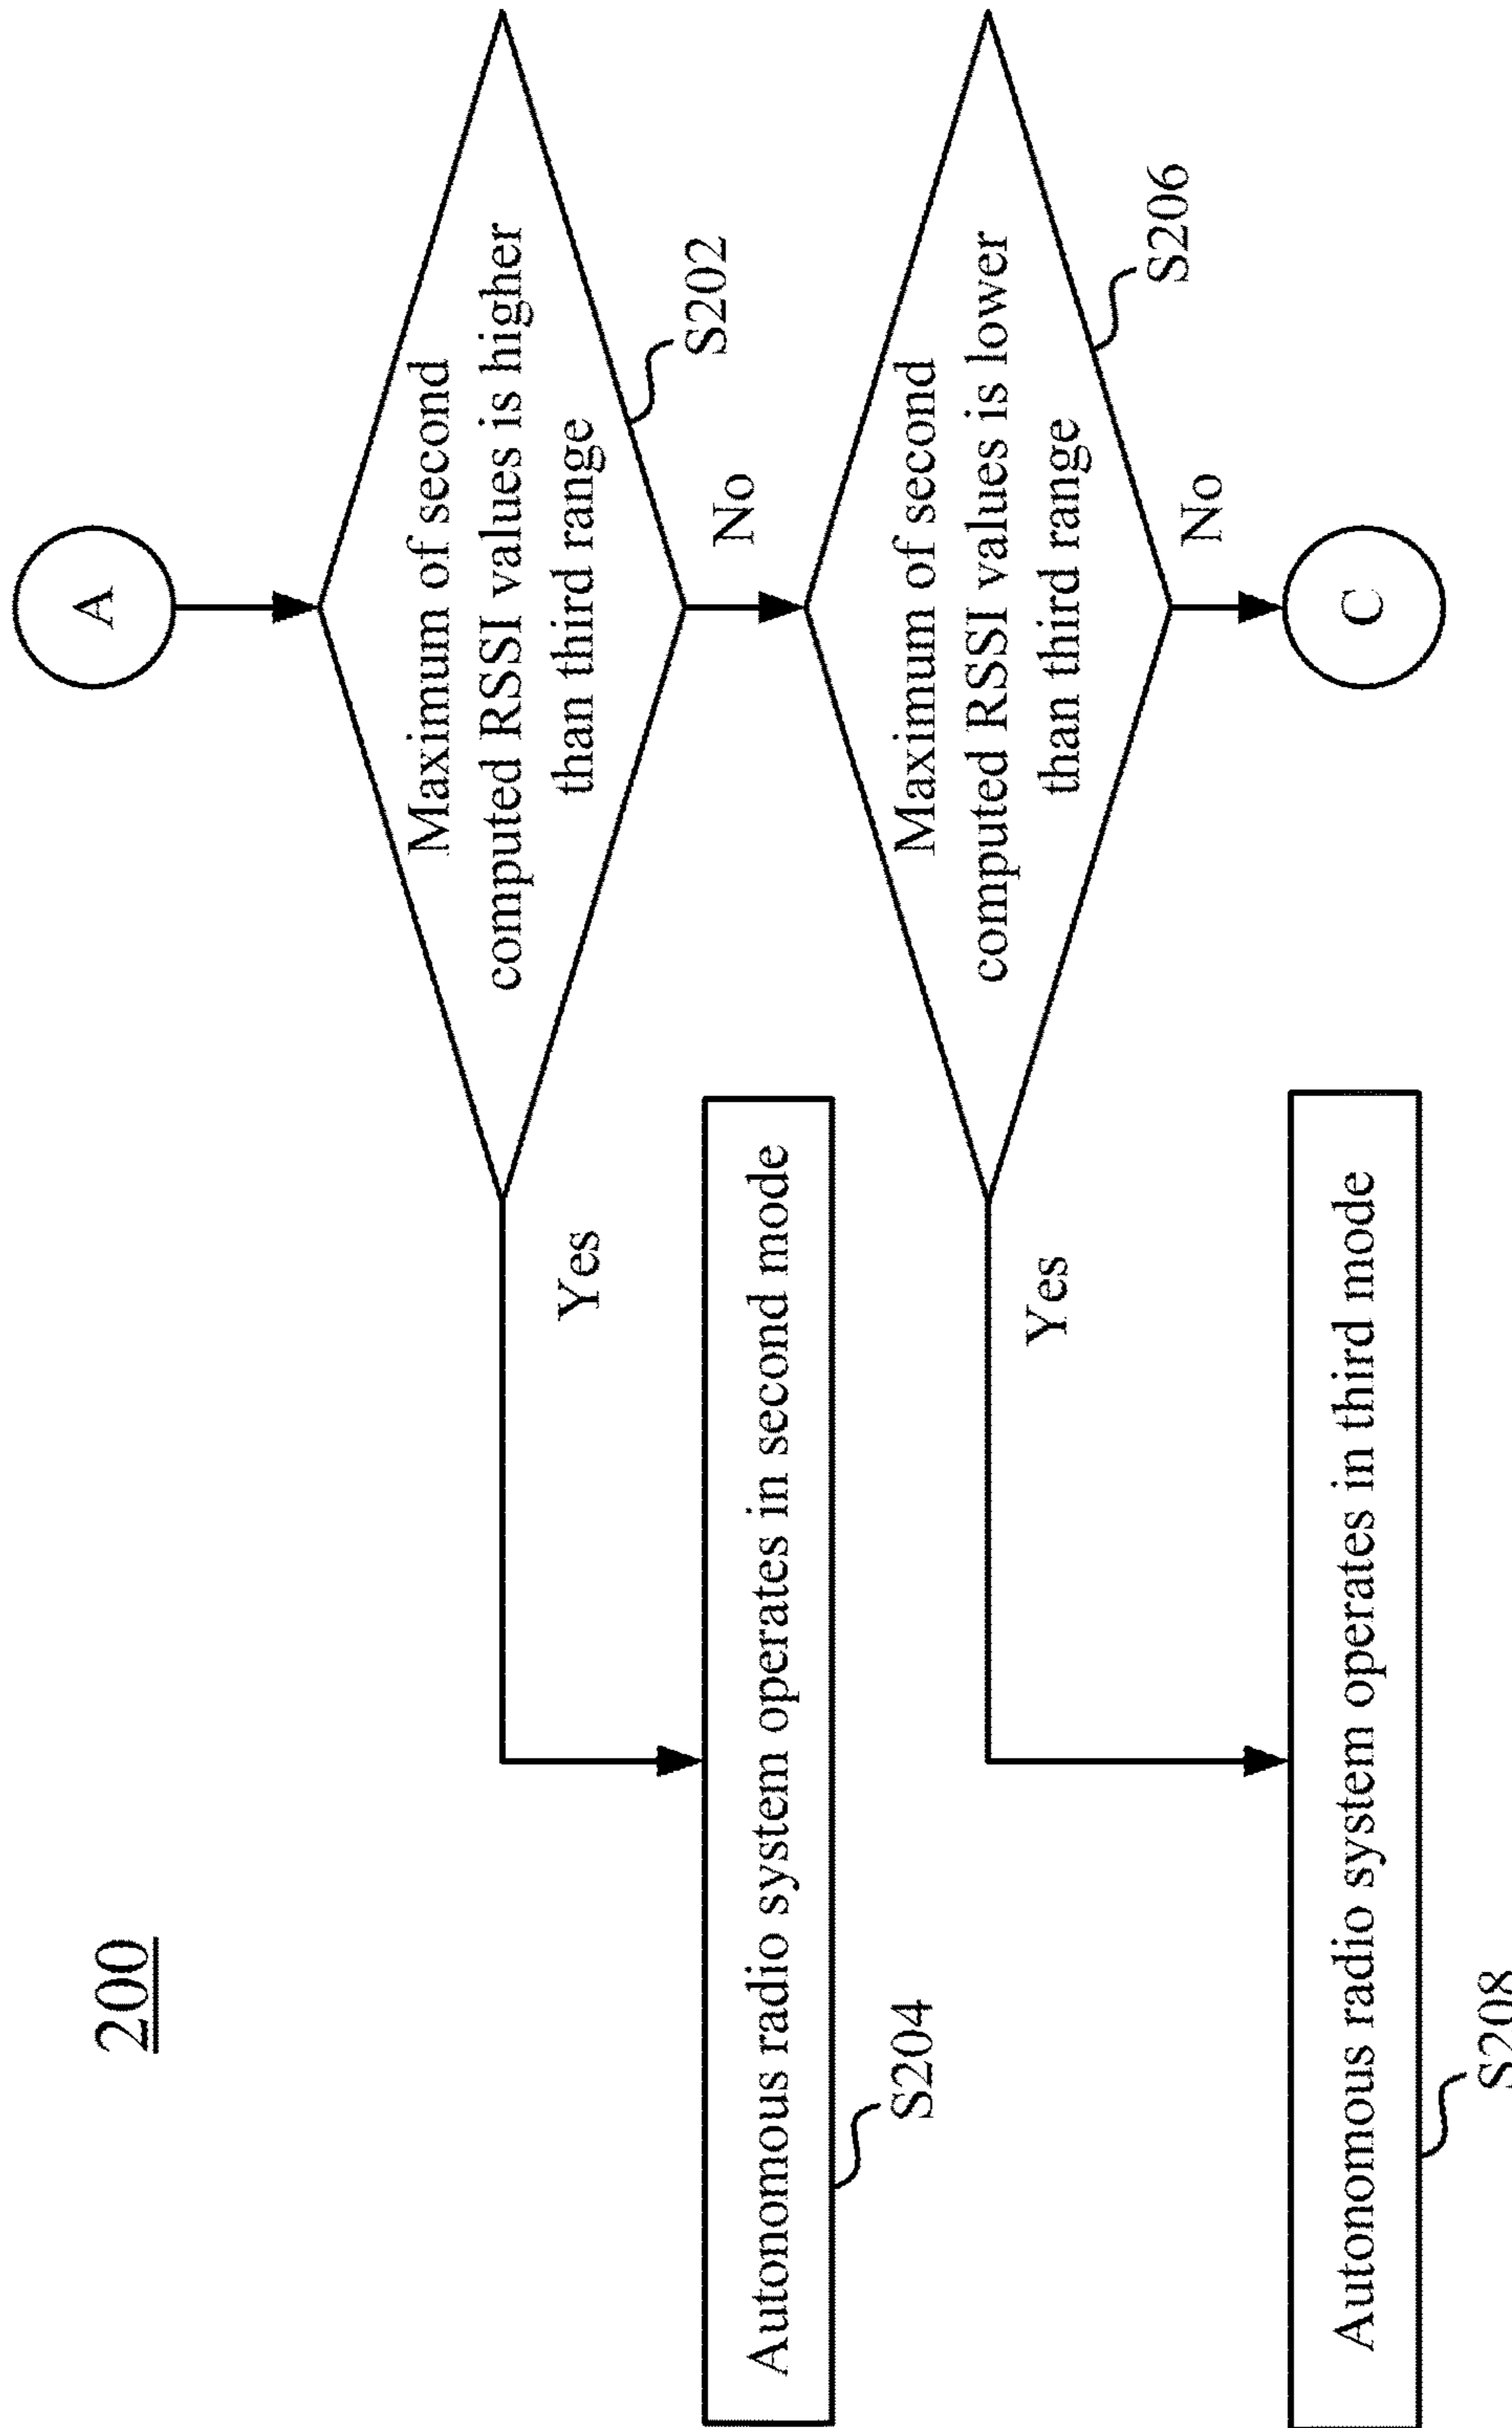 200
A
Maximum of second
computed RSSI values is higher
than third range
S202
Yes
No
Autonomous radio system operates in second mode
S204
Maximum of second
computed RSSI values is lower
than third range
S206
Yes
No
Autonomous radio system operates in third mode
S208
C